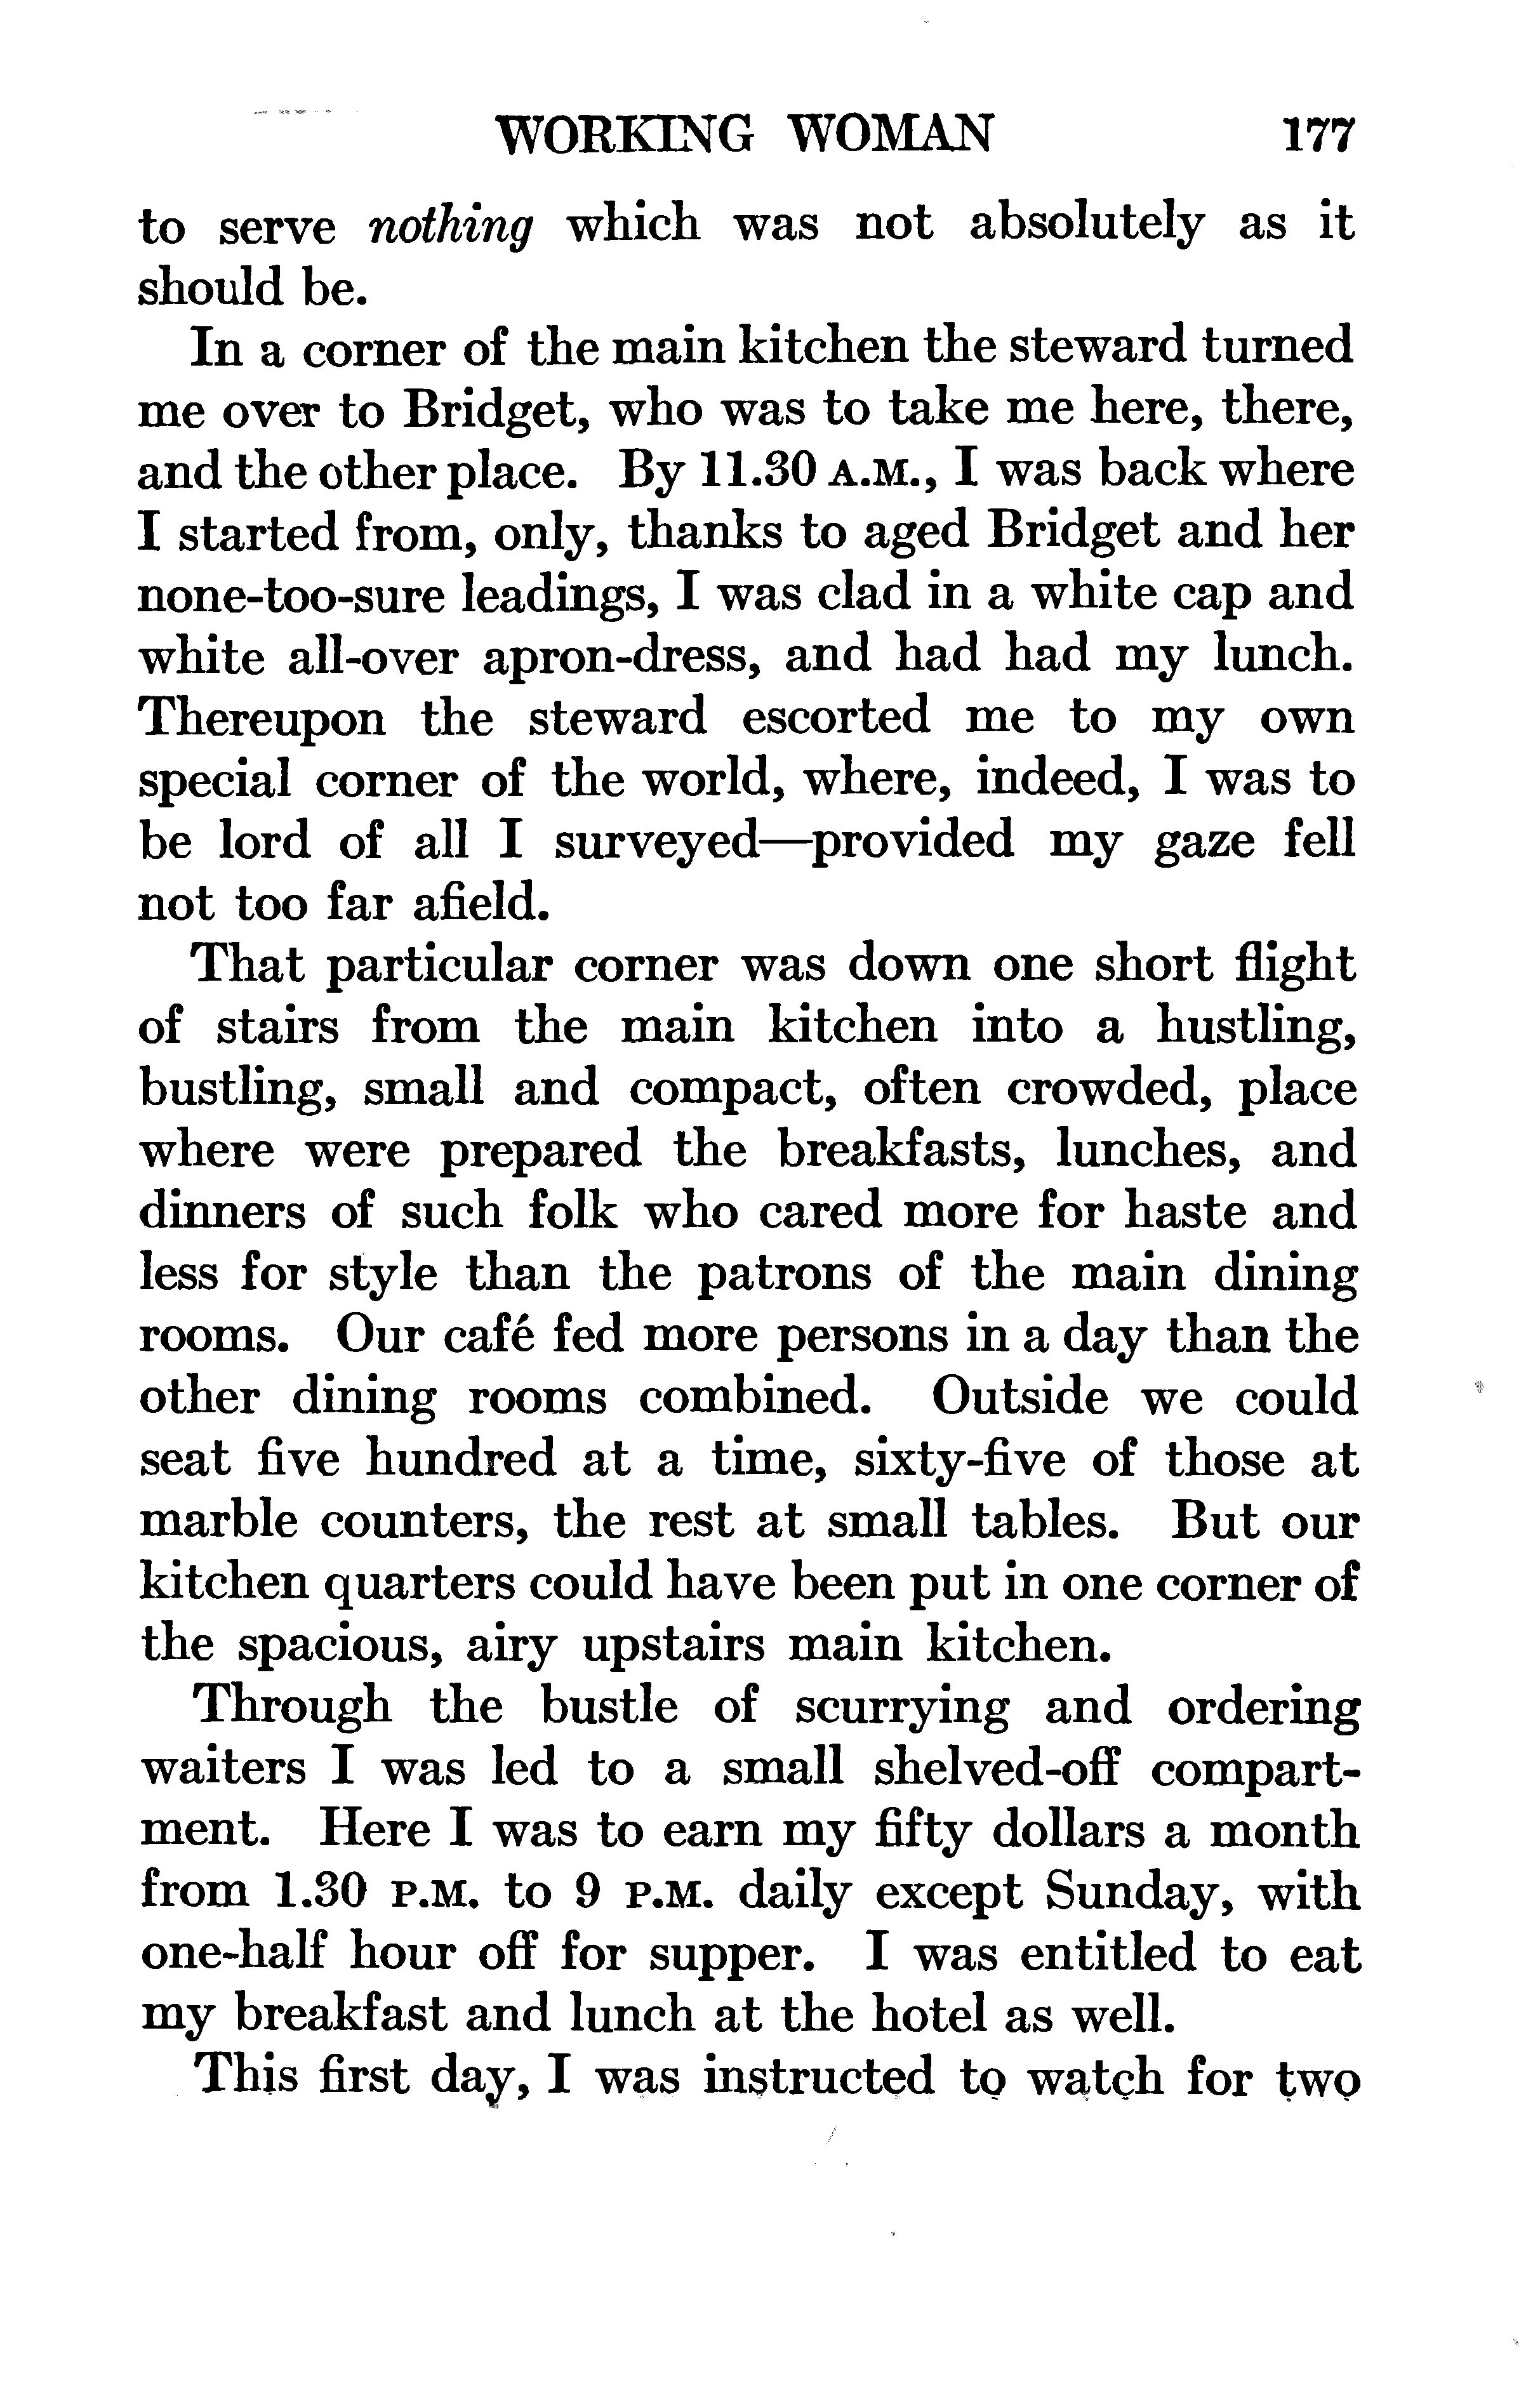 WORKING WOMAN 177
to serve nothing which was not absolutely as it
should be.
In a corner of the main kitchen the steward turned
me over to Bridget, who was to take me here, there,
and the other place. By 11.30 A.M., I was back where
I started from, only, thanks to aged Bridget and her
none-too-sure leadings, I was clad in a white cap and
white all-over apron-dress, and had had my lunch.
Thereupon the steward escorted me to my own
special corner of the world, where, indeed, I was to
be lord of all I surveyed—provided my gaze fell
not too far afield.
That particular corner was down one short flight
of stairs from the main kitchen into a hustling,
bustling, small and compact, often crowded, place
where were prepared the breakfasts, lunches, and
dinners of such folk who cared more for haste and
less for style than the patrons of the main dining
rooms. Our café fed more persons in a day than the
other dining rooms combined. Outside we could
seat five hundred at a time, sixty-five of those at
marble counters, the rest at small tables. But our
kitchen quarters could have been put in one corner of
the spacious, airy upstairs main kitchen.
Through the bustle of scurrying and ordering
waiters I was led to a small shelved-off compart-
ment. Here I was to earn my fifty dollars a month
from 1.30 P.M. to 9 P.M. daily except Sunday, with
one-half hour off for supper. I was entitled to eat
my breakfast and lunch at the hotel as well.
This first day, I was instructed to watch for two